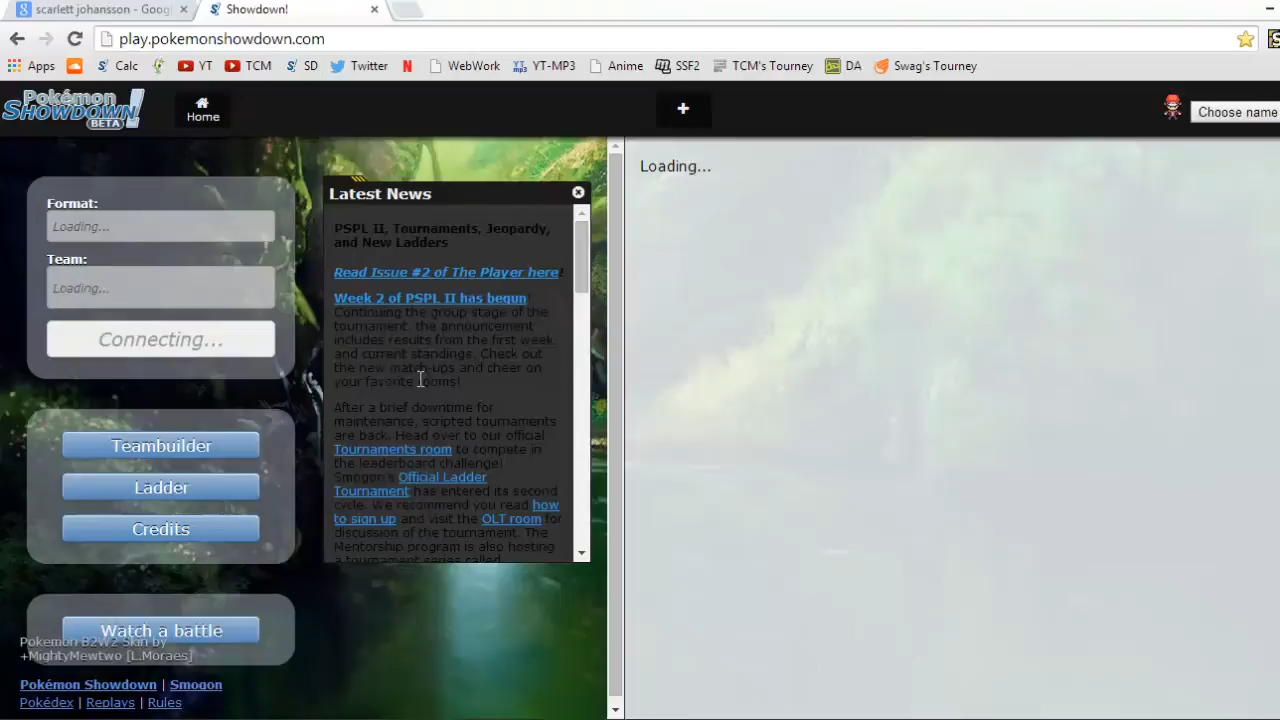 scarlett johansson - Goog
Showdown!
play.pokemonshowdown.com
Apps
Calc
YT
TCM
SD
Twitter
WebWork
YT-MP3
Anime
SSF2
TCM's Tourney
DA
Swag's Tourney
Pokémon
SHOWDOWN!
BETA
Home
+
Choose name
Format:
Loading...
Team:
Loading...
Connecting...
Teambuilder
Ladder
Credits
Watch a battle
Pokemon B2W2 Skin by
+MightyMewtwo [L.Moraes]
Pokémon Showdown | Smogon
Pokédex | Replays | Rules
Latest News
PSPL II, Tournaments, Jeopardy,
and New Ladders
Read Issue #2 of The Player here!
Week 2 of PSPL II has begun
Continuing the group stage of the
tournament, the announcement
includes results from the first week
and current standings. Check out
the new match-ups and cheer on
your favorite rooms!
After a brief downtime for
maintenance, scripted tournaments
are back. Head over to our official
Tournaments room to compete in
the leaderboard challenge!
Smogon's Official Ladder
Tournament has entered its second
cycle. We recommend you read how
to sign up and visit the OLT room for
discussion of the tournament. The
Mentorship program is also hosting
a tournament series called
Loading...